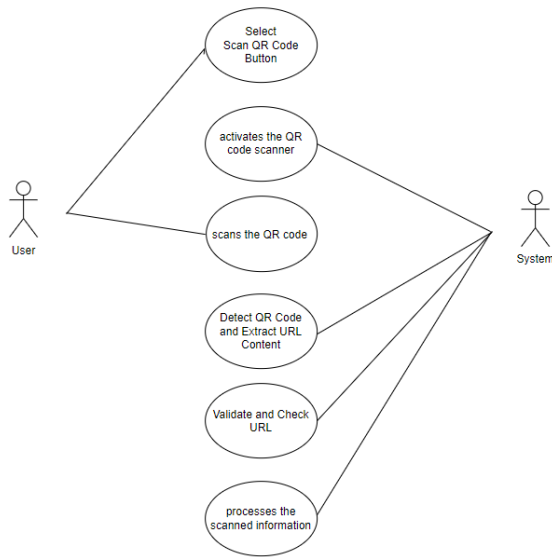 Select
Scan QR Code
Button
activates the QR
code scanner
User
scans the QR code
System
Detect QR Code
and Extract URL
Content
Validate and Check
URL
processes the
scanned information